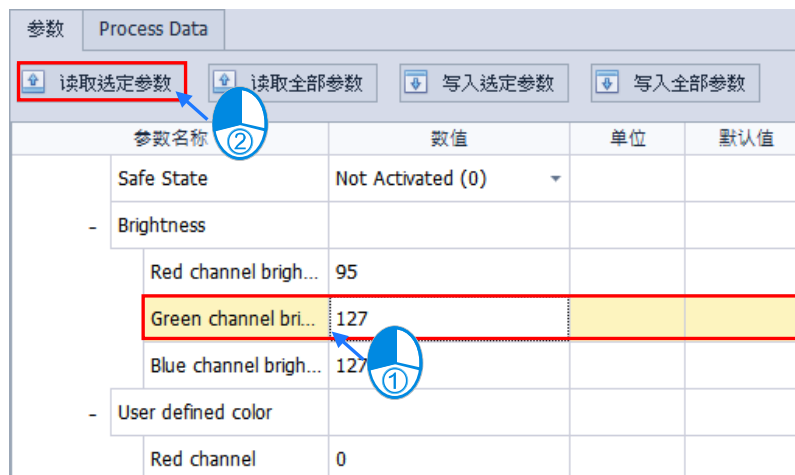 参数 Process Data
读取选定参数 读取全部参数 写入选定参数 写入全部参数
参数名称 数值 单位 默认值
②
Safe State Not Activated (0)
- Brightness
Red channel brigh... 95
Green channel bri... 127
Blue channel brigh... 127
①
- User defined color
Red channel 0